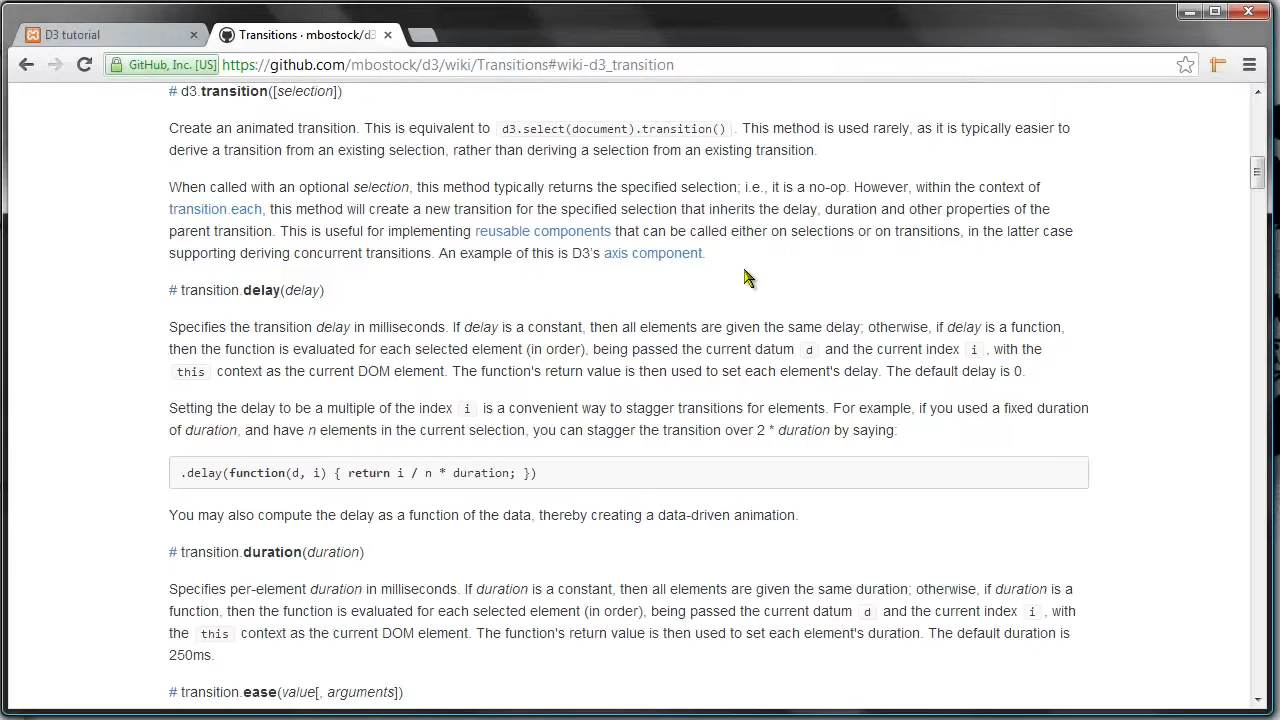 D3 tutorial
Transitions · mbostock/d3
GitHub, Inc. [US] https://github.com/mbostock/d3/wiki/Transitions#wiki-d3_transition
# d3.transition([selection])
Create an animated transition. This is equivalent to d3.select(document).transition() . This method is used rarely, as it is typically easier to
derive a transition from an existing selection, rather than deriving a selection from an existing transition.
When called with an optional selection, this method typically returns the specified selection; i.e., it is a no-op. However, within the context of
transition.each, this method will create a new transition for the specified selection that inherits the delay, duration and other properties of the
parent transition. This is useful for implementing reusable components that can be called either on selections or on transitions, in the latter case
supporting deriving concurrent transitions. An example of this is D3's axis component.
# transition.delay(delay)
Specifies the transition delay in milliseconds. If delay is a constant, then all elements are given the same delay; otherwise, if delay is a function,
then the function is evaluated for each selected element (in order), being passed the current datum d and the current index i , with the
this context as the current DOM element. The function's return value is then used to set each element's delay. The default delay is 0.
Setting the delay to be a multiple of the index i is a convenient way to stagger transitions for elements. For example, if you used a fixed duration
of duration, and have n elements in the current selection, you can stagger the transition over 2 * duration by saying:
.delay(function(d, i) { return i / n * duration; })
You may also compute the delay as a function of the data, thereby creating a data-driven animation.
# transition.duration(duration)
Specifies per-element duration in milliseconds. If duration is a constant, then all elements are given the same duration; otherwise, if duration is a
function, then the function is evaluated for each selected element (in order), being passed the current datum d and the current index i , with
the this context as the current DOM element. The function's return value is then used to set each element's duration. The default duration is
250ms.
# transition.ease(value[, arguments])